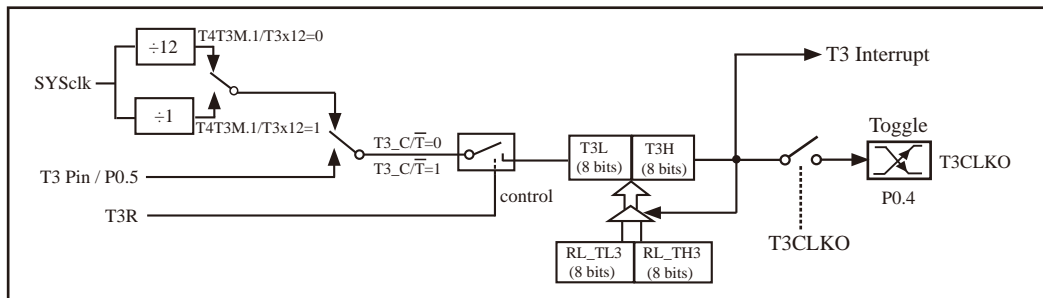 ÷12
T4T3M.1/T3x12=0
SYSclk
÷1
T4T3M.1/T3x12=1
T3_C/T̅=0
T3_C/T̅=1
T3 Pin / P0.5
T3R
control
T3L
(8 bits)
T3H
(8 bits)
RL_TL3
(8 bits)
RL_TH3
(8 bits)
T3 Interrupt
Toggle
T3CLKO
P0.4
T3CLKO